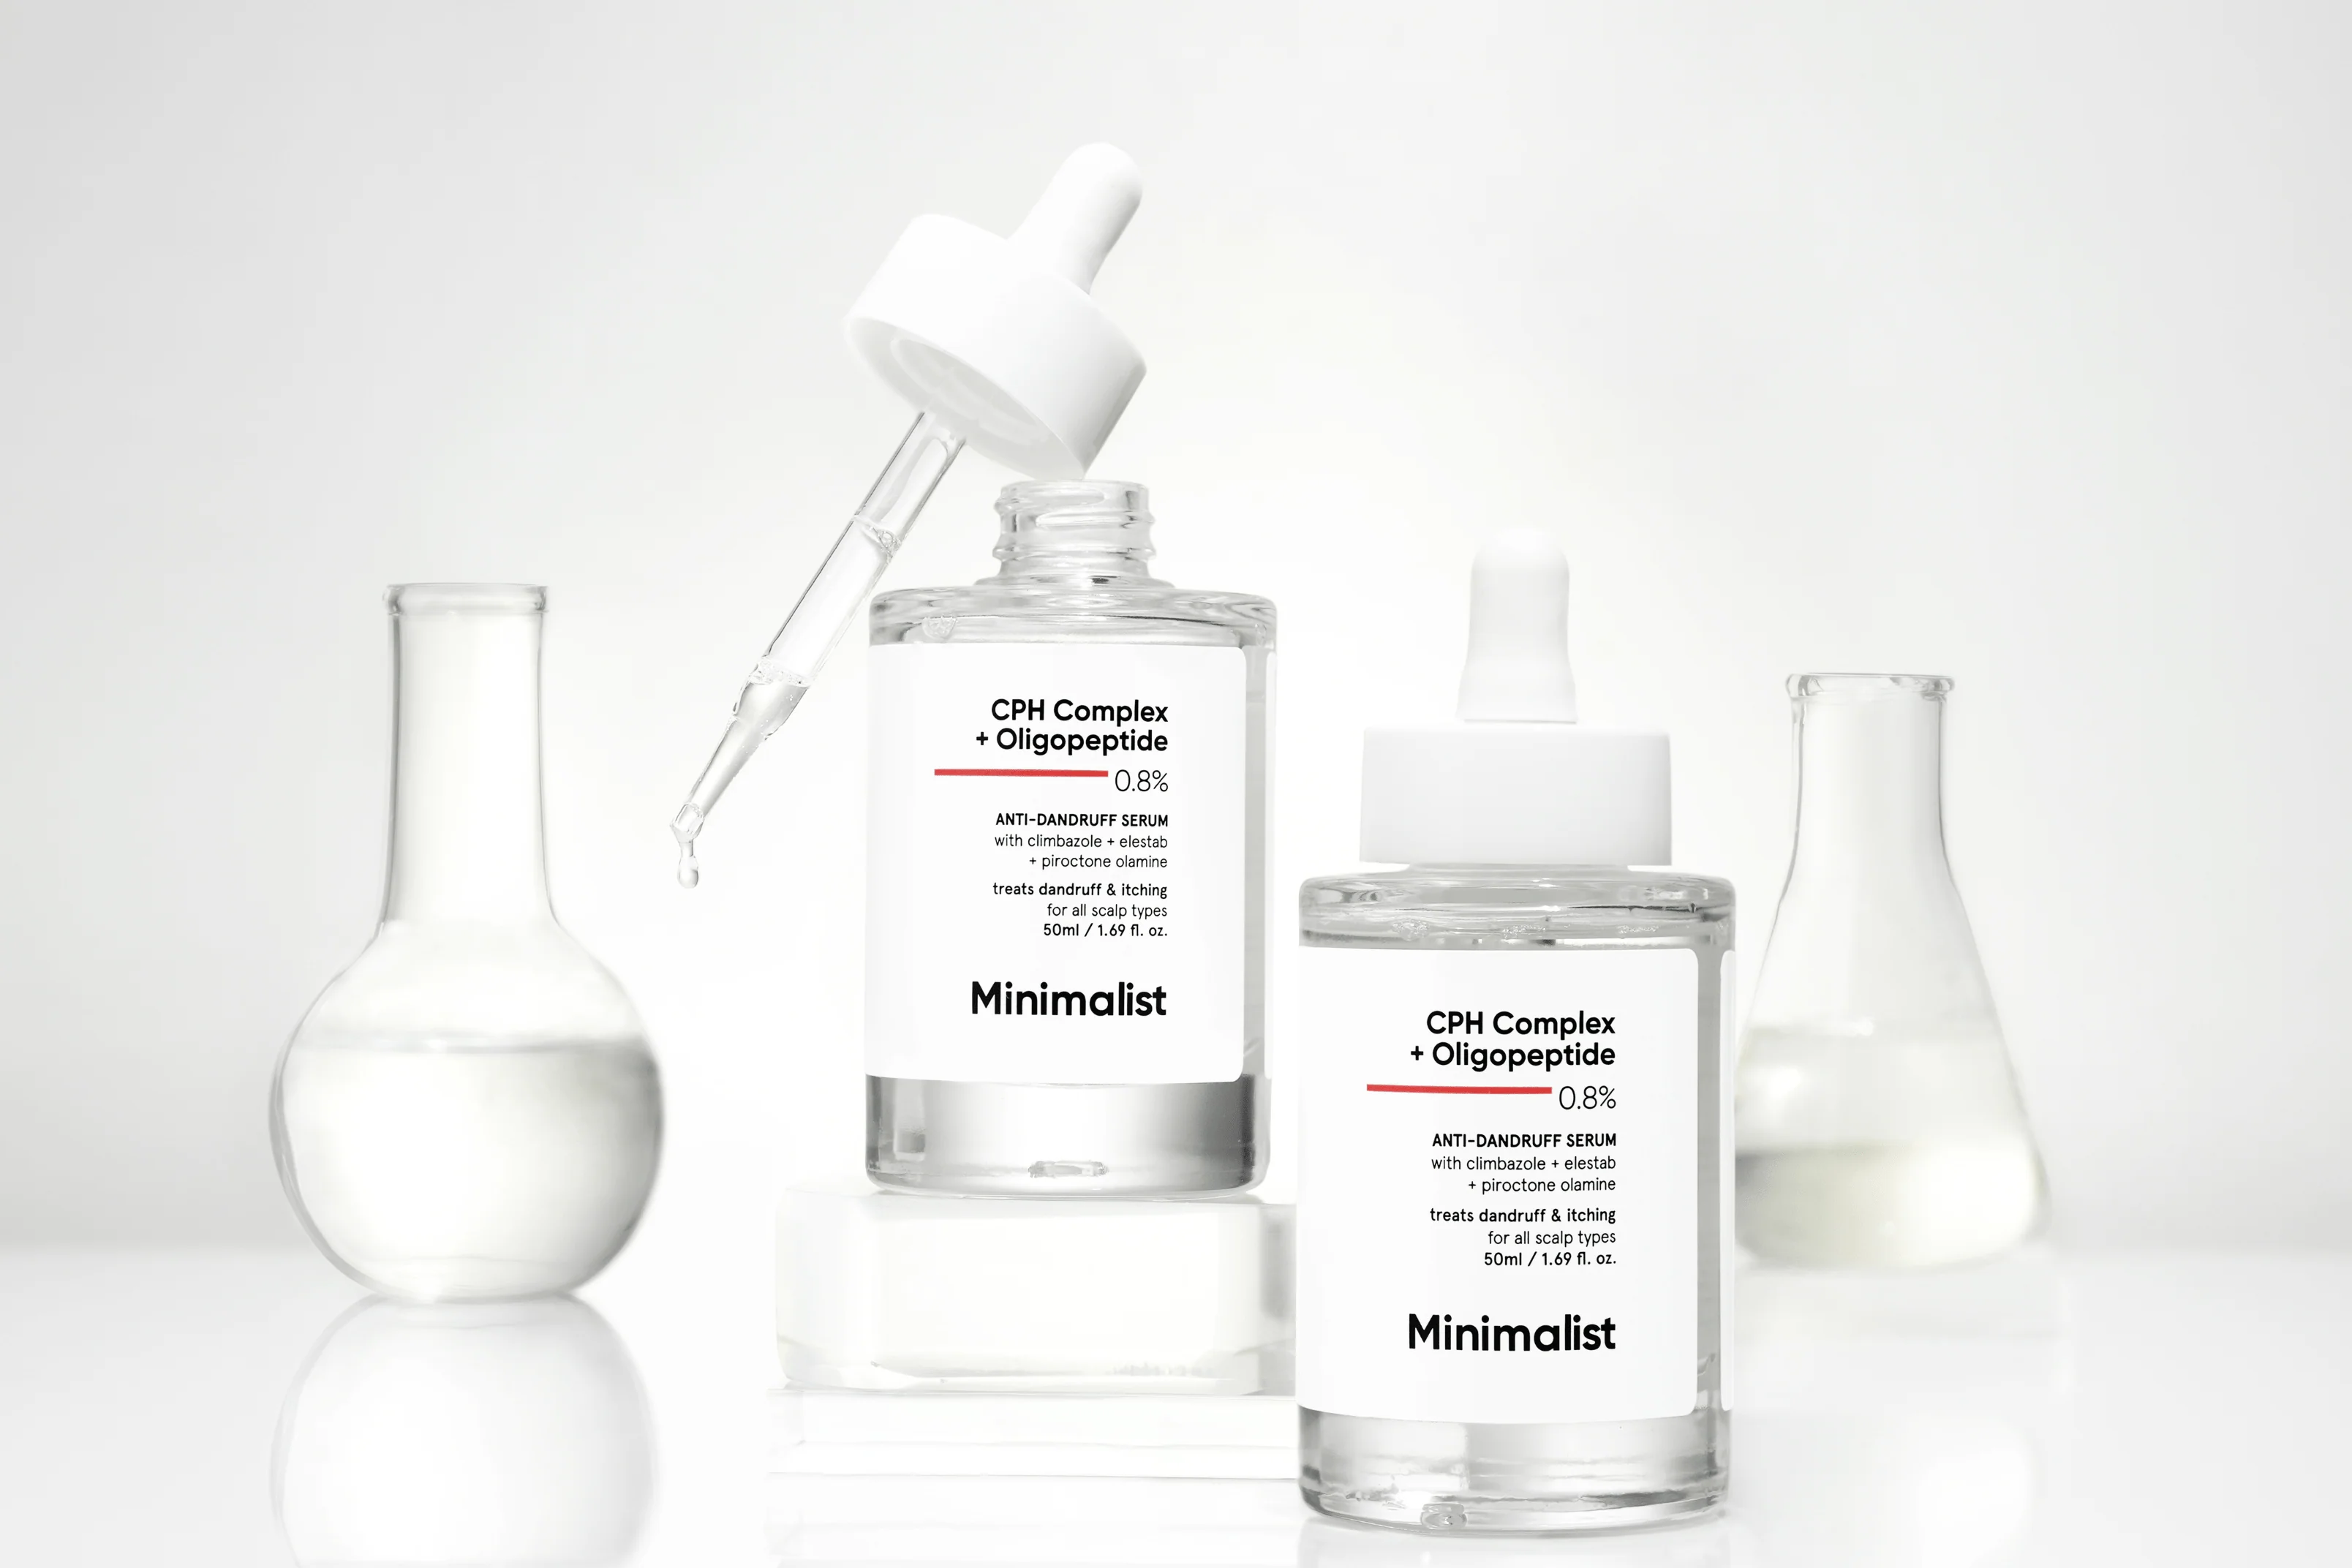 CPH Complex
+ Oligopeptide
0.8%
ANTI-DANDRUFF SERUM
with climbazole + elestab
+ piroctone olamine
treats dandruff & itching
for all scalp types
50ml / 1.69 fl. oz.
Minimalist
CPH Complex
+ Oligopeptide
0.8%
ANTI-DANDRUFF SERUM
with climbazole + elestab
+ piroctone olamine
treats dandruff & itching
for all scalp types
50ml / 1.69 fl. oz.
Minimalist